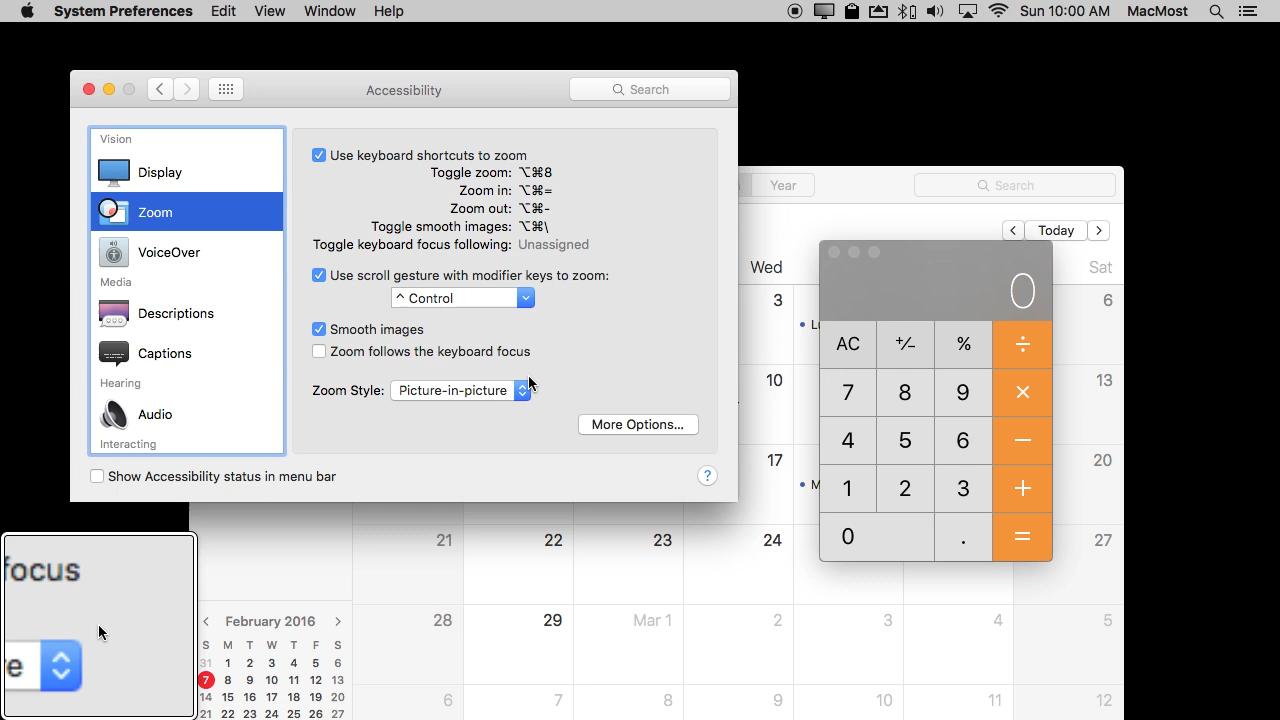 System Preferences Edit View Window Help Sun 10:00 AM MacMost
Accessibility Search
Vision
Display
Zoom
VoiceOver
Media
Descriptions
Captions
Hearing
Audio
Interacting
Use keyboard shortcuts to zoom
Toggle zoom: ⌥⌘8
Zoom in: ⌥⌘=
Zoom out: ⌥⌘-
Toggle smooth images: ⌥⌘\
Toggle keyboard focus following: Unassigned
Use scroll gesture with modifier keys to zoom:
^ Control
Smooth images
Zoom follows the keyboard focus
Zoom Style: Picture-in-picture
More Options...
Show Accessibility status in menu bar ?
Year Search
Today
Wed Sat
3 6
10 13
17 20
21 22 23 24 27
28 29 Mar 1 2 3 4 5
6 7 8 9 10 11 12
0
AC +/− % ÷
7 8 9 ×
4 5 6 −
1 2 3 +
0 . =
February 2016
S M T W T F S
31 1 2 3 4 5 6
7 8 9 10 11 12 13
14 15 16 17 18 19 20
21 22 23 24 25 26 27
focus